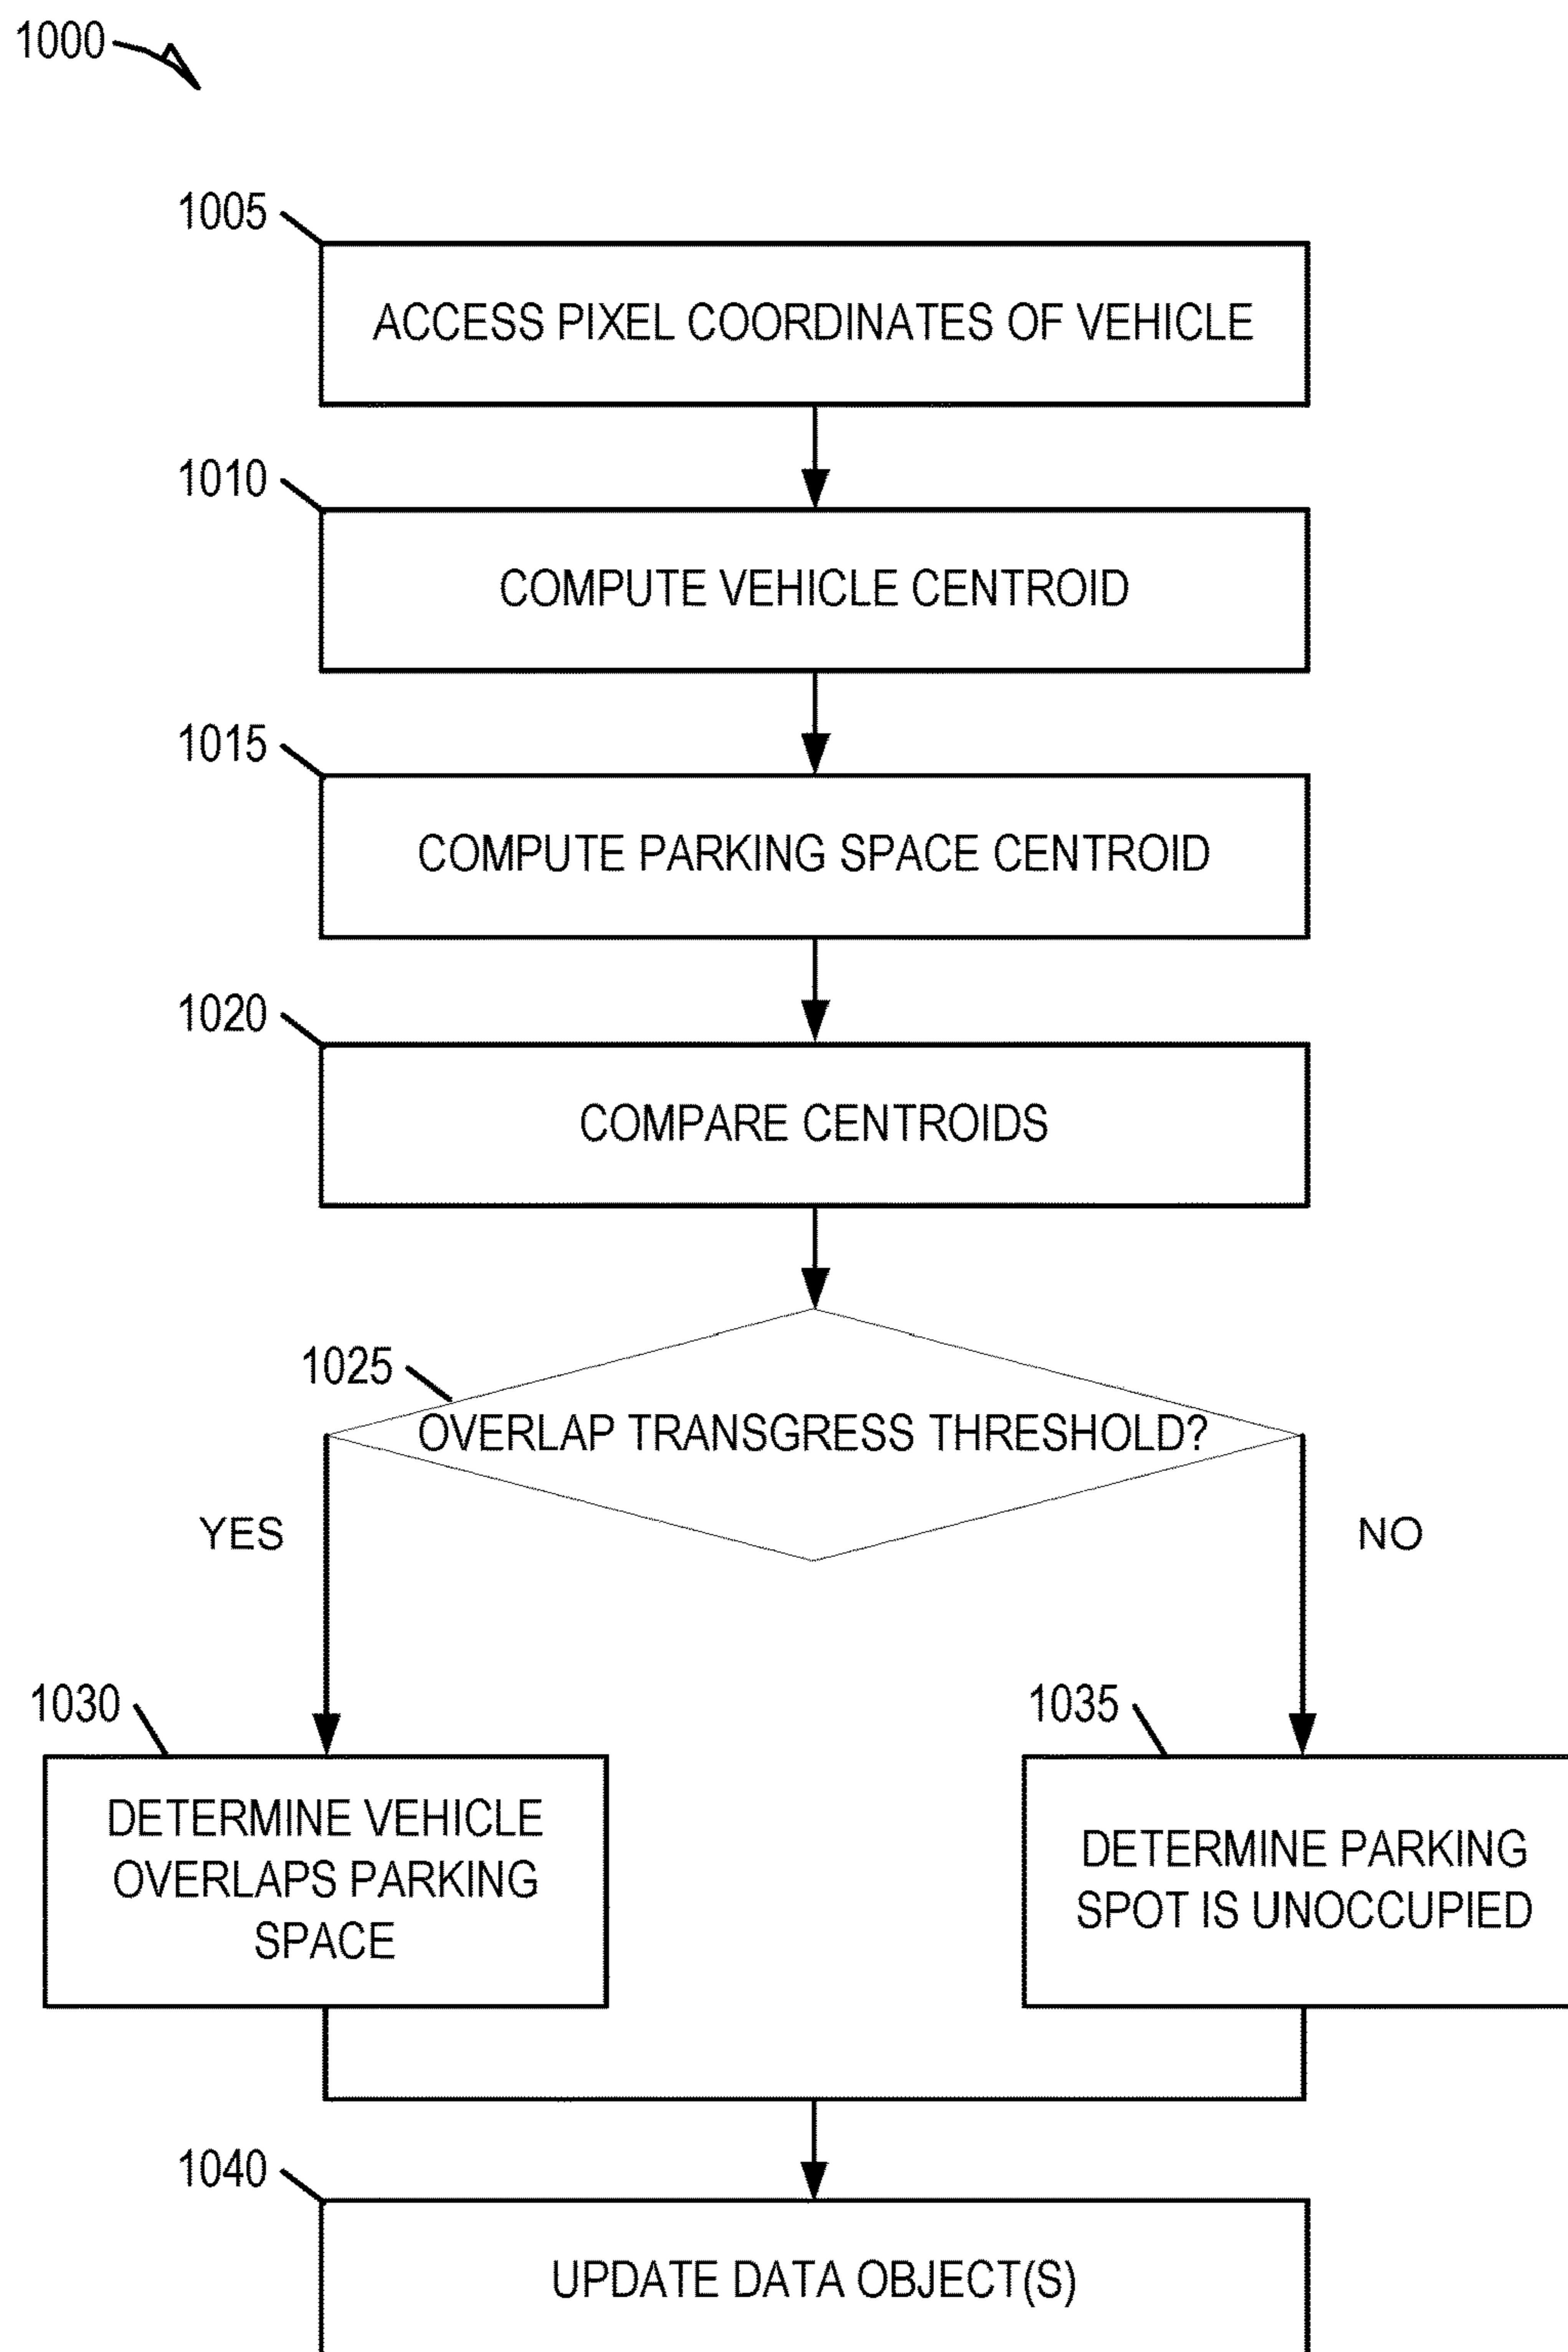 1000
1005
ACCESS PIXEL COORDINATES OF VEHICLE
1010
COMPUTE VEHICLE CENTROID
1015
COMPUTE PARKING SPACE CENTROID
1020
COMPARE CENTROIDS
1025
OVERLAP TRANSGRESS THRESHOLD?
YES
NO
1030
DETERMINE VEHICLE
OVERLAPS PARKING
SPACE
1035
DETERMINE PARKING
SPOT IS UNOCCUPIED
1040
UPDATE DATA OBJECT(S)